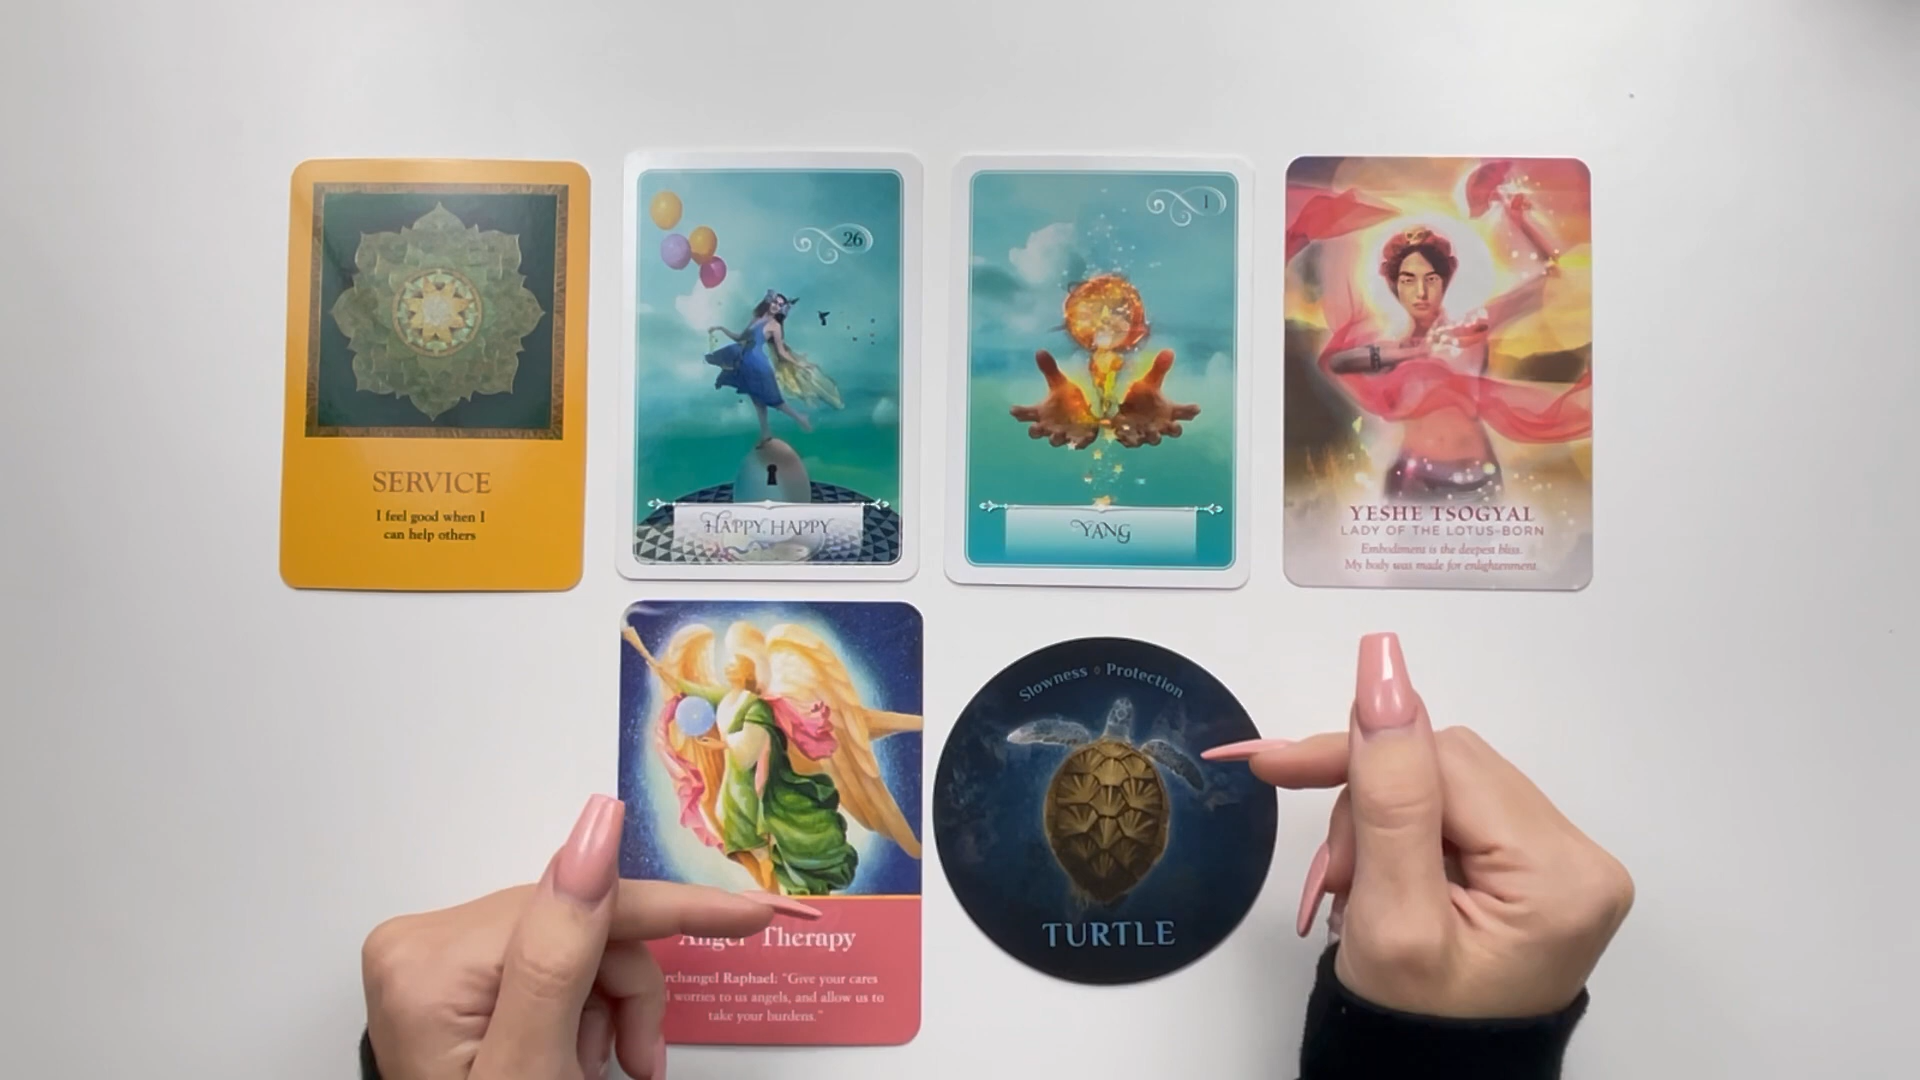 SERVICE
I feel good when I
can help others
26
HAPPY, HAPPY
1
YANG
YESHE TSOGYAL
LADY OF THE LOTUS-BORN
Embodiment is the deepest bliss.
My body was made for enlightenment.
Therapy
rchangel Raphael: "Give your cares
worries to us angels, and allow us to
take your burdens."
Slowness ◊ Protection
TURTLE